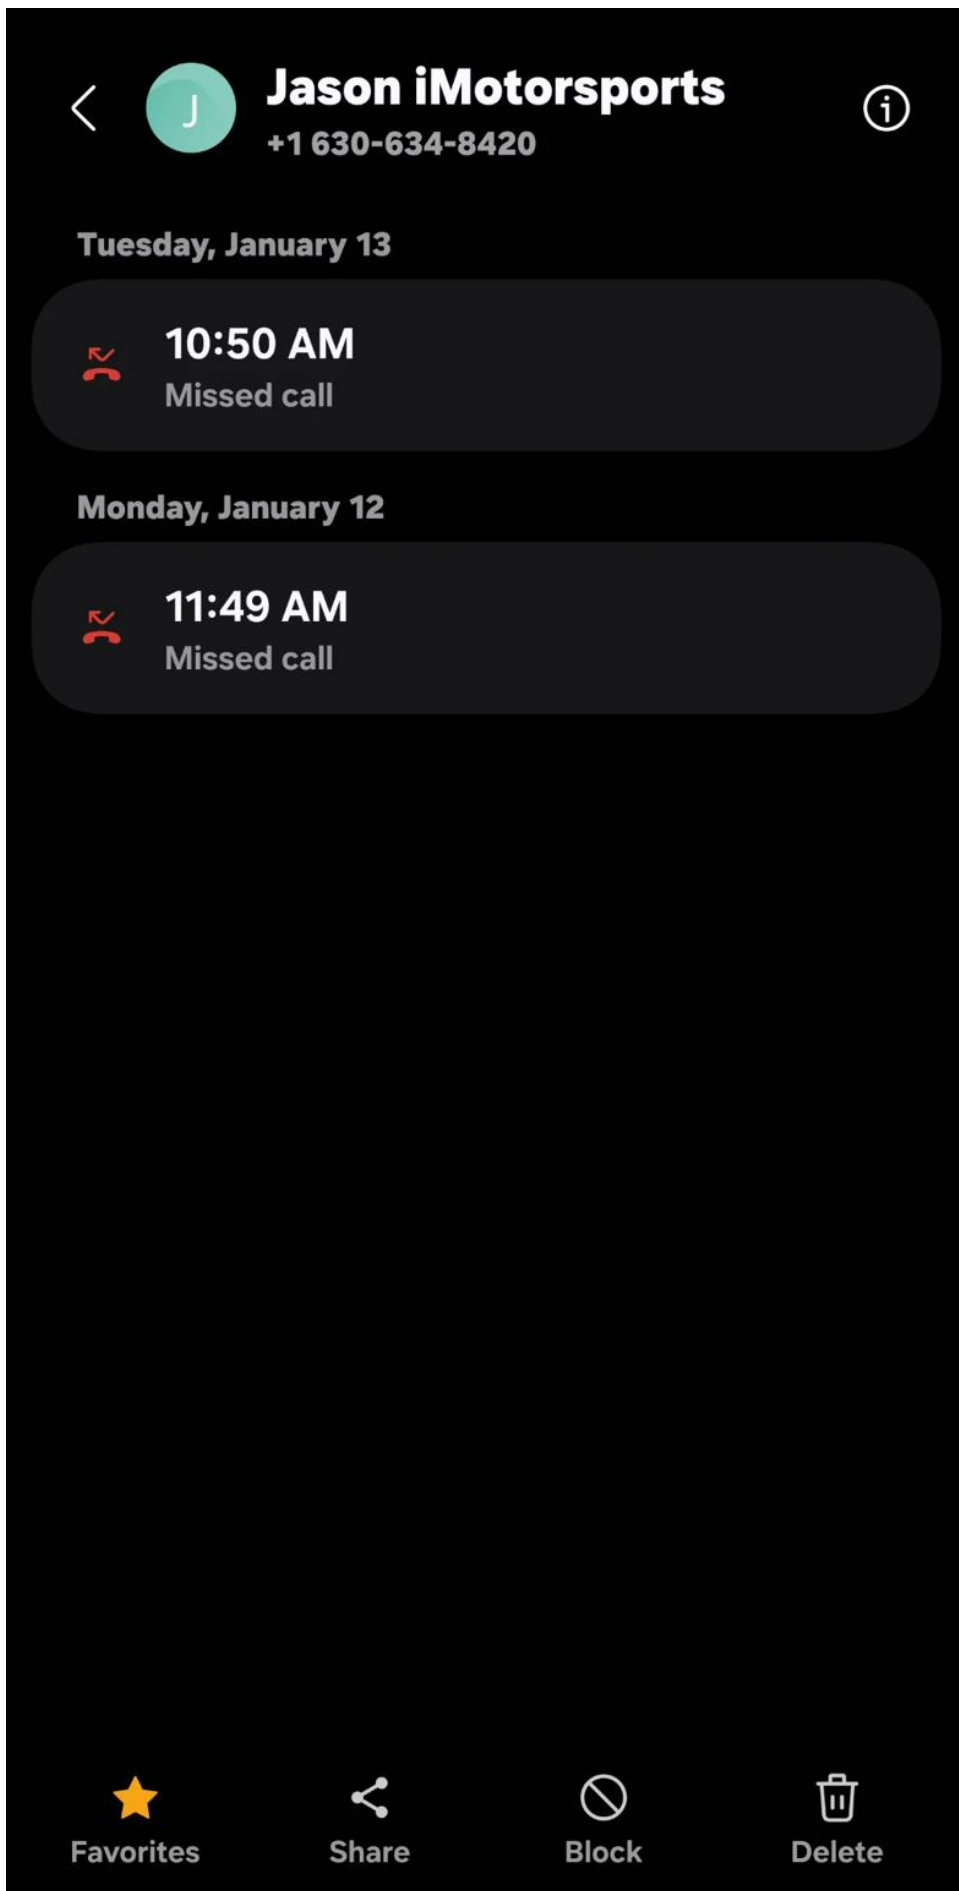 J
Jason iMotorsports
+1 630-634-8420
Tuesday, January 13
10:50 AM
Missed call
Monday, January 12
11:49 AM
Missed call
Favorites
Share
Block
Delete